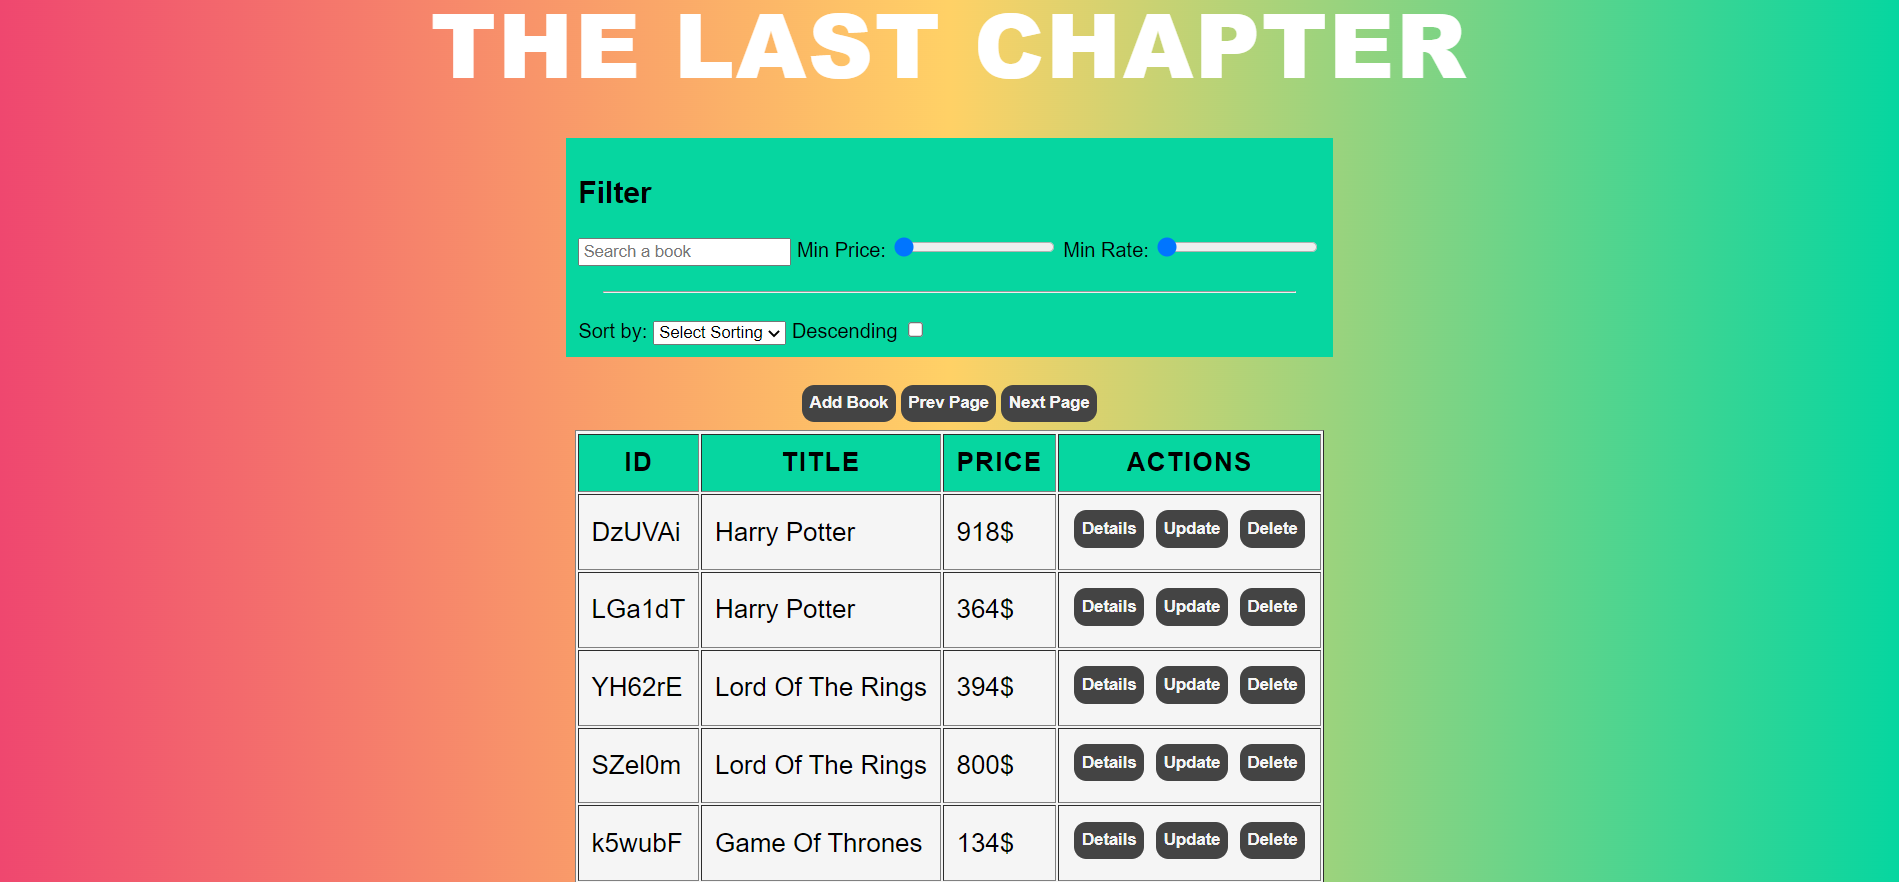 THE LAST CHAPTER
Filter
Search a book Min Price: Min Rate:
Sort by: Select Sorting Descending
Add Book Prev Page Next Page
ID TITLE PRICE ACTIONS
DzUVAi Harry Potter 918$ Details Update Delete
LGa1dT Harry Potter 364$ Details Update Delete
YH62rE Lord Of The Rings 394$ Details Update Delete
SZel0m Lord Of The Rings 800$ Details Update Delete
k5wubF Game Of Thrones 134$ Details Update Delete